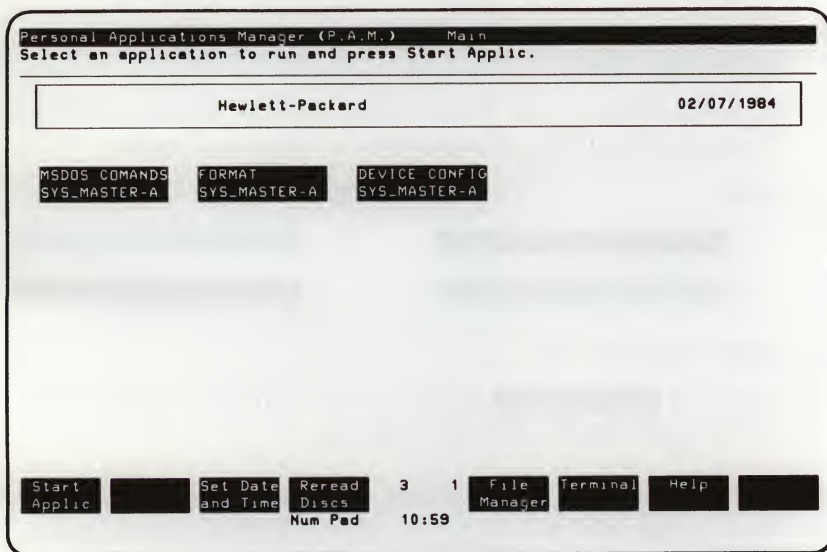 Personal Applications Manager (P.A.M.) Main
Select an application to run and press Start Applic.
Hewlett-Packard 02/07/1984
MSDOS COMANDS FORMAT DEVICE CONFIG
SYS_MASTER-A SYS_MASTER-A SYS_MASTER-A
Start Set Date Reread 3 1 File Terminal Help
Applic and Time Discs Manager
Num Pad 10:59